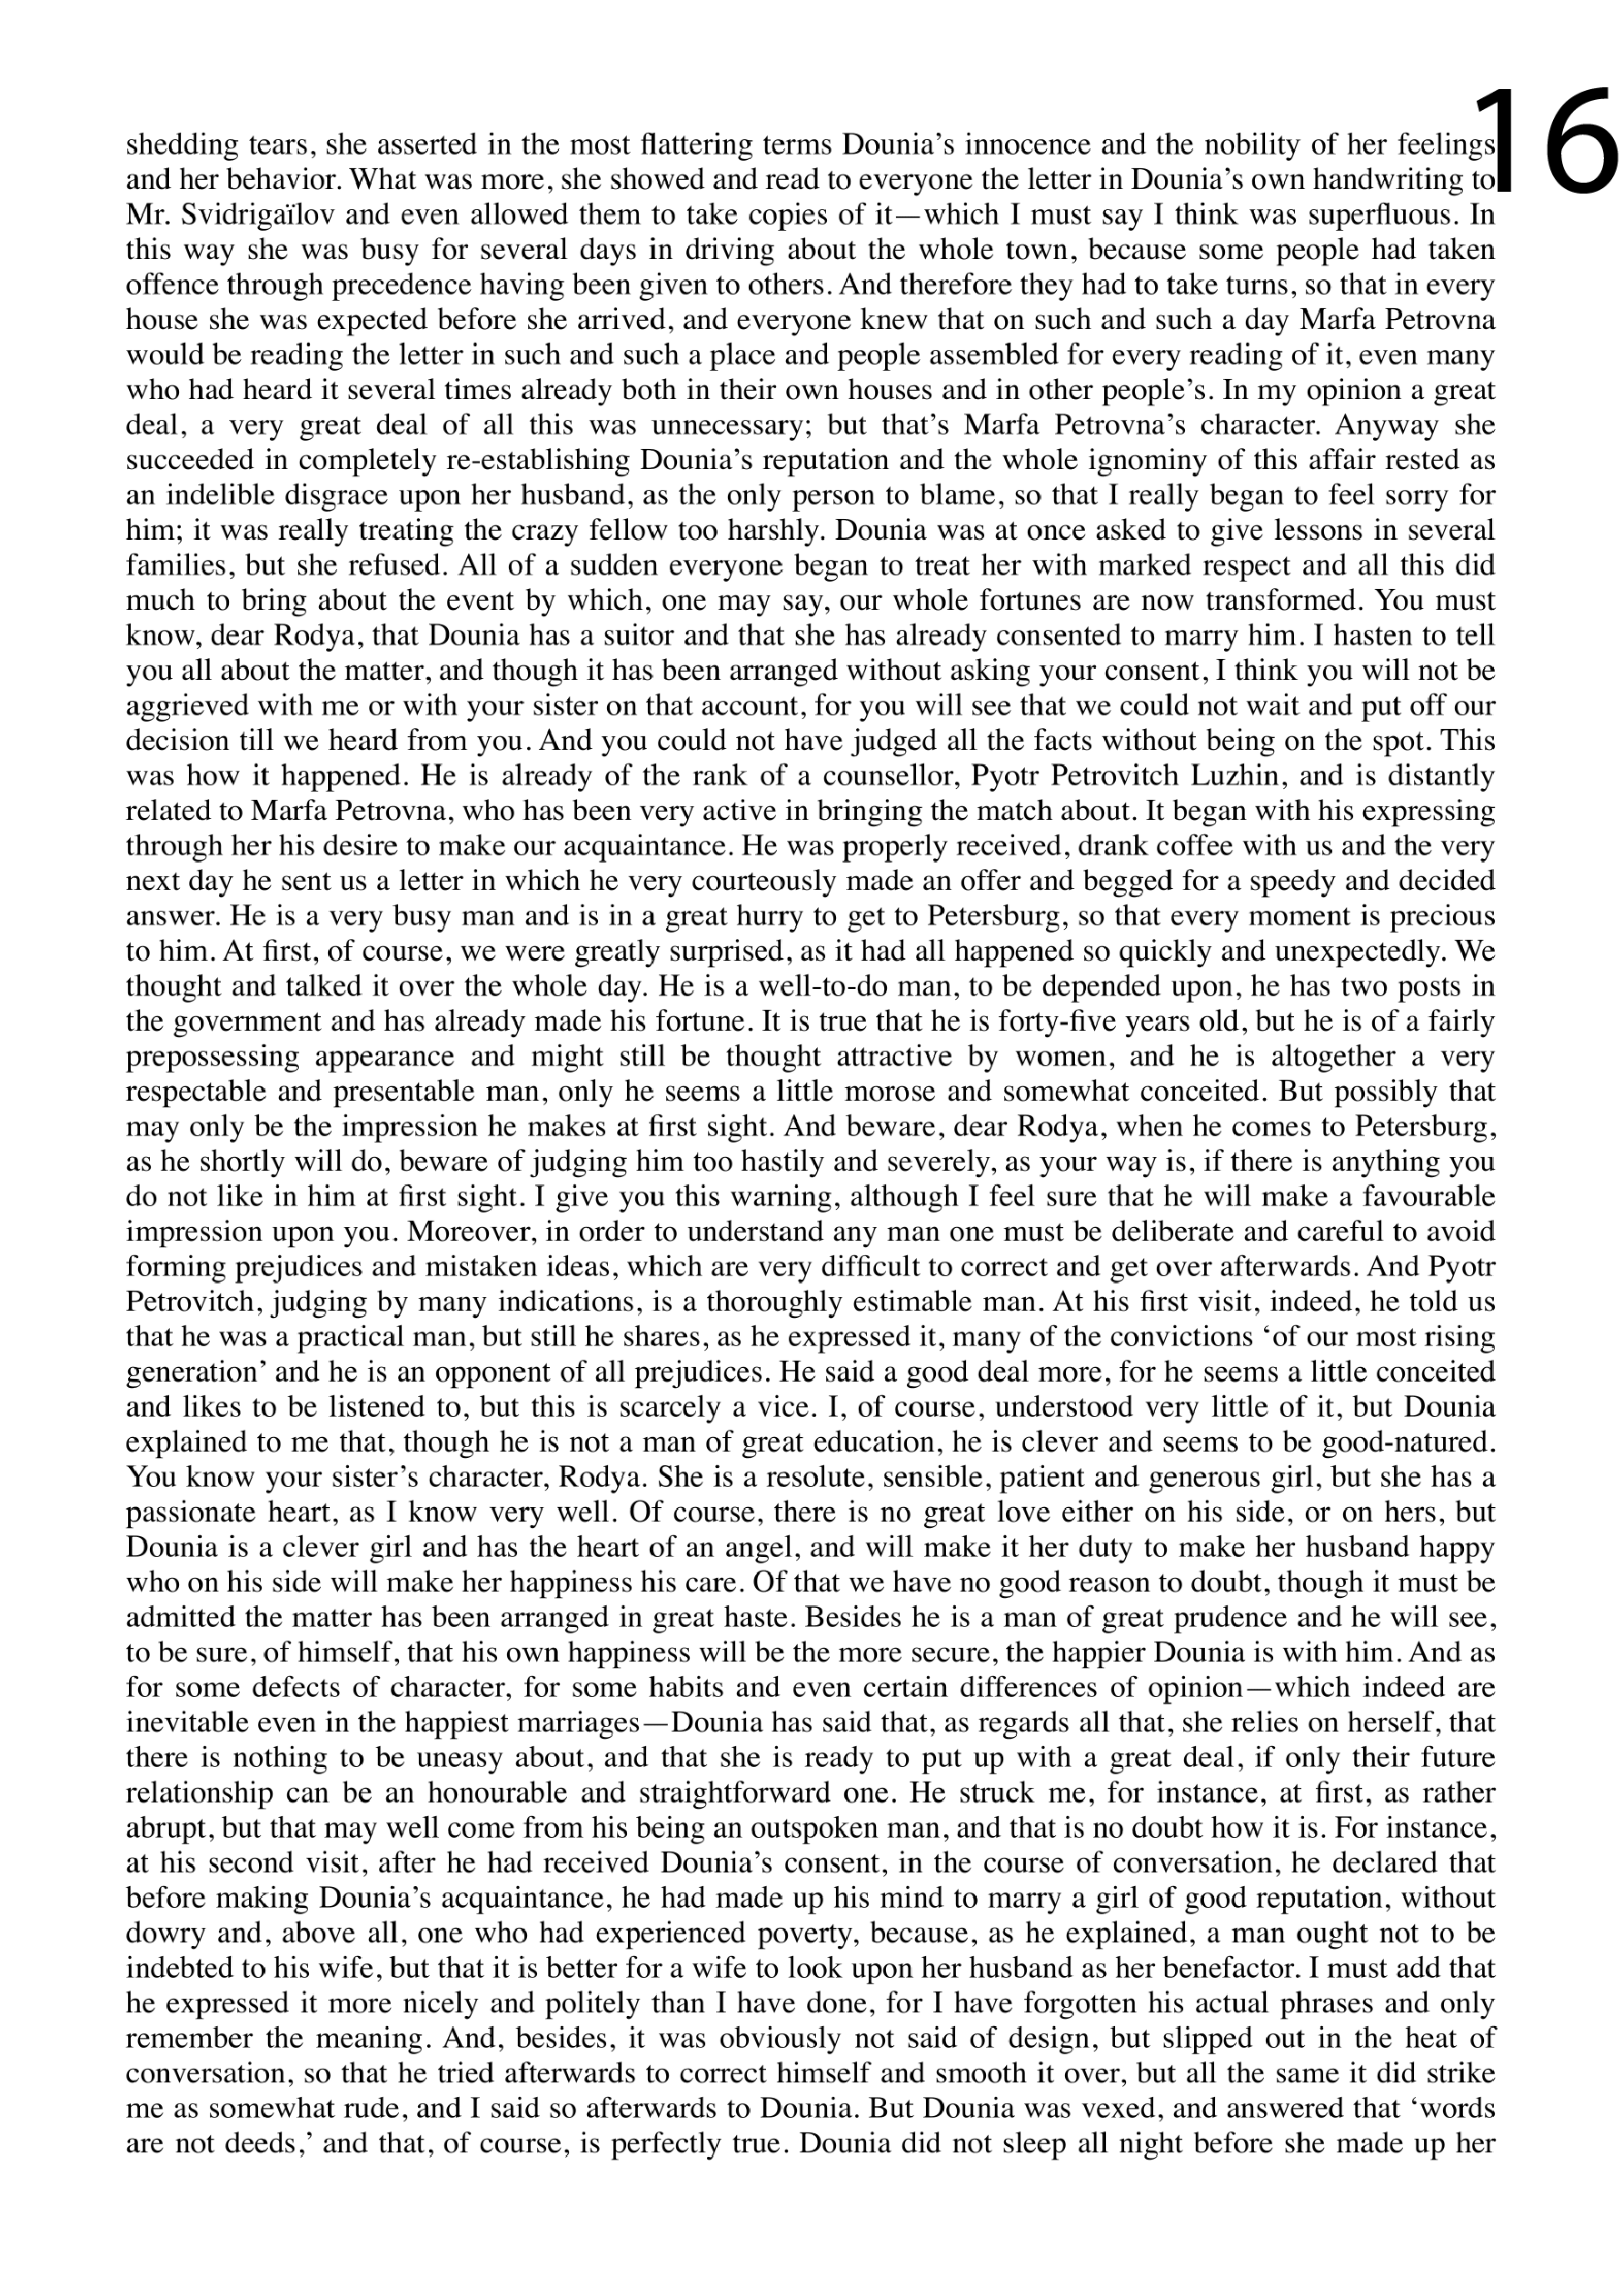 16
shedding tears, she asserted in the most flattering terms Dounia’s innocence and the nobility of her feelings
and her behavior. What was more, she showed and read to everyone the letter in Dounia’s own handwriting to
Mr. Svidrigaïlov and even allowed them to take copies of it—which I must say I think was superfluous. In
this way she was busy for several days in driving about the whole town, because some people had taken
offence through precedence having been given to others. And therefore they had to take turns, so that in every
house she was expected before she arrived, and everyone knew that on such and such a day Marfa Petrovna
would be reading the letter in such and such a place and people assembled for every reading of it, even many
who had heard it several times already both in their own houses and in other people’s. In my opinion a great
deal, a very great deal of all this was unnecessary; but that’s Marfa Petrovna’s character. Anyway she
succeeded in completely re-establishing Dounia’s reputation and the whole ignominy of this affair rested as
an indelible disgrace upon her husband, as the only person to blame, so that I really began to feel sorry for
him; it was really treating the crazy fellow too harshly. Dounia was at once asked to give lessons in several
families, but she refused. All of a sudden everyone began to treat her with marked respect and all this did
much to bring about the event by which, one may say, our whole fortunes are now transformed. You must
know, dear Rodya, that Dounia has a suitor and that she has already consented to marry him. I hasten to tell
you all about the matter, and though it has been arranged without asking your consent, I think you will not be
aggrieved with me or with your sister on that account, for you will see that we could not wait and put off our
decision till we heard from you. And you could not have judged all the facts without being on the spot. This
was how it happened. He is already of the rank of a counsellor, Pyotr Petrovitch Luzhin, and is distantly
related to Marfa Petrovna, who has been very active in bringing the match about. It began with his expressing
through her his desire to make our acquaintance. He was properly received, drank coffee with us and the very
next day he sent us a letter in which he very courteously made an offer and begged for a speedy and decided
answer. He is a very busy man and is in a great hurry to get to Petersburg, so that every moment is precious
to him. At first, of course, we were greatly surprised, as it had all happened so quickly and unexpectedly. We
thought and talked it over the whole day. He is a well-to-do man, to be depended upon, he has two posts in
the government and has already made his fortune. It is true that he is forty-five years old, but he is of a fairly
prepossessing appearance and might still be thought attractive by women, and he is altogether a very
respectable and presentable man, only he seems a little morose and somewhat conceited. But possibly that
may only be the impression he makes at first sight. And beware, dear Rodya, when he comes to Petersburg,
as he shortly will do, beware of judging him too hastily and severely, as your way is, if there is anything you
do not like in him at first sight. I give you this warning, although I feel sure that he will make a favourable
impression upon you. Moreover, in order to understand any man one must be deliberate and careful to avoid
forming prejudices and mistaken ideas, which are very difficult to correct and get over afterwards. And Pyotr
Petrovitch, judging by many indications, is a thoroughly estimable man. At his first visit, indeed, he told us
that he was a practical man, but still he shares, as he expressed it, many of the convictions ‘of our most rising
generation’ and he is an opponent of all prejudices. He said a good deal more, for he seems a little conceited
and likes to be listened to, but this is scarcely a vice. I, of course, understood very little of it, but Dounia
explained to me that, though he is not a man of great education, he is clever and seems to be good-natured.
You know your sister’s character, Rodya. She is a resolute, sensible, patient and generous girl, but she has a
passionate heart, as I know very well. Of course, there is no great love either on his side, or on hers, but
Dounia is a clever girl and has the heart of an angel, and will make it her duty to make her husband happy
who on his side will make her happiness his care. Of that we have no good reason to doubt, though it must be
admitted the matter has been arranged in great haste. Besides he is a man of great prudence and he will see,
to be sure, of himself, that his own happiness will be the more secure, the happier Dounia is with him. And as
for some defects of character, for some habits and even certain differences of opinion—which indeed are
inevitable even in the happiest marriages—Dounia has said that, as regards all that, she relies on herself, that
there is nothing to be uneasy about, and that she is ready to put up with a great deal, if only their future
relationship can be an honourable and straightforward one. He struck me, for instance, at first, as rather
abrupt, but that may well come from his being an outspoken man, and that is no doubt how it is. For instance,
at his second visit, after he had received Dounia’s consent, in the course of conversation, he declared that
before making Dounia’s acquaintance, he had made up his mind to marry a girl of good reputation, without
dowry and, above all, one who had experienced poverty, because, as he explained, a man ought not to be
indebted to his wife, but that it is better for a wife to look upon her husband as her benefactor. I must add that
he expressed it more nicely and politely than I have done, for I have forgotten his actual phrases and only
remember the meaning. And, besides, it was obviously not said of design, but slipped out in the heat of
conversation, so that he tried afterwards to correct himself and smooth it over, but all the same it did strike
me as somewhat rude, and I said so afterwards to Dounia. But Dounia was vexed, and answered that ‘words
are not deeds,’ and that, of course, is perfectly true. Dounia did not sleep all night before she made up her